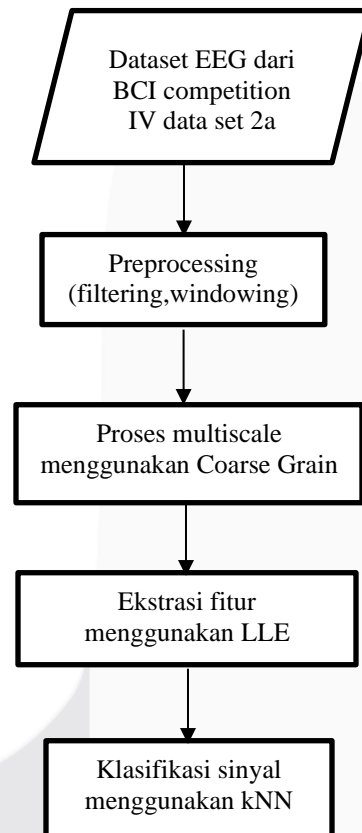 Dataset EEG dari
BCI competition
IV data set 2a
Preprocessing
(filtering,windowing)
Proses multiscale
menggunakan Coarse Grain
Ekstrasi fitur
menggunakan LLE
Klasifikasi sinyal
menggunakan kNN